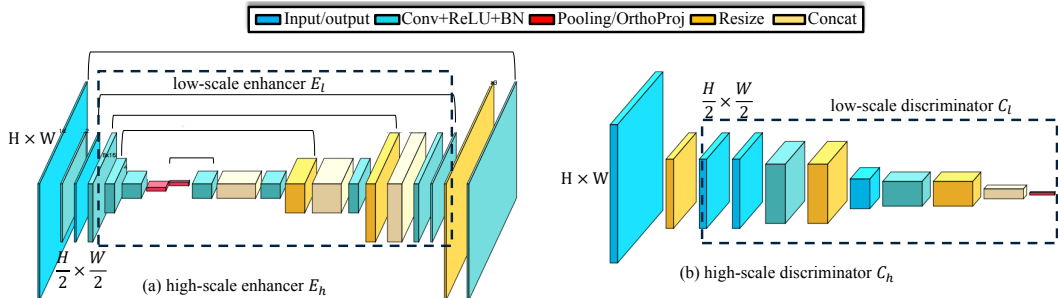 Input/output Conv+ReLU+BN Pooling/OrthoProj Resize Concat
low-scale enhancer E_l
H × W
H/2 × W/2
(a) high-scale enhancer E_h
H/2 × W/2
low-scale discriminator C_l
H × W
(b) high-scale discriminator C_h